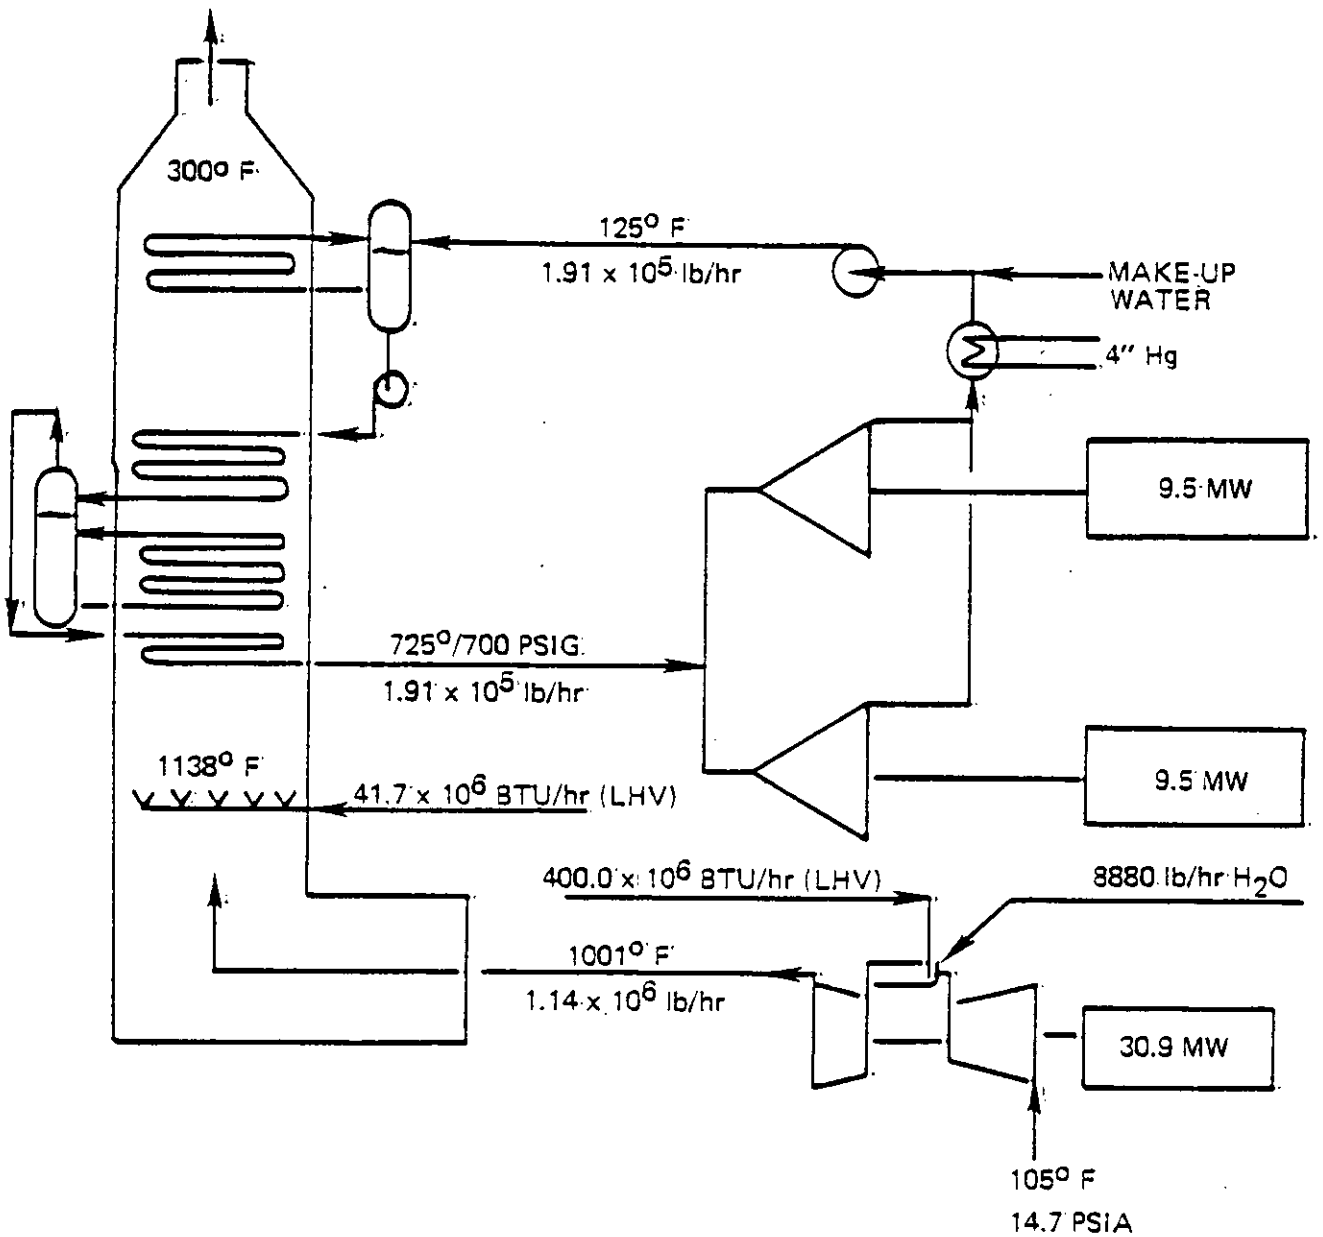 300° F
125° F
1.91 x 10⁵ lb/hr
MAKE-UP
WATER
4" Hg
9.5 MW
725°/700 PSIG
1.91 x 10⁵ lb/hr
1138° F
41.7 x 10⁶ BTU/hr (LHV)
9.5 MW
400.0 x 10⁶ BTU/hr (LHV)
8880 lb/hr H₂O
1001° F
1.14 x 10⁶ lb/hr
30.9 MW
105° F
14.7 PSIA